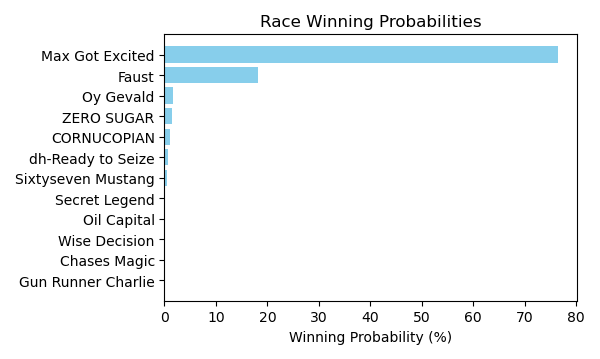 Race Winning Probabilities
Max Got Excited
Faust
Oy Gevald
ZERO SUGAR
CORNUCOPIAN
dh-Ready to Seize
Sixtyseven Mustang
Secret Legend
Oil Capital
Wise Decision
Chases Magic
Gun Runner Charlie
0 10 20 30 40 50 60 70 80
Winning Probability (%)